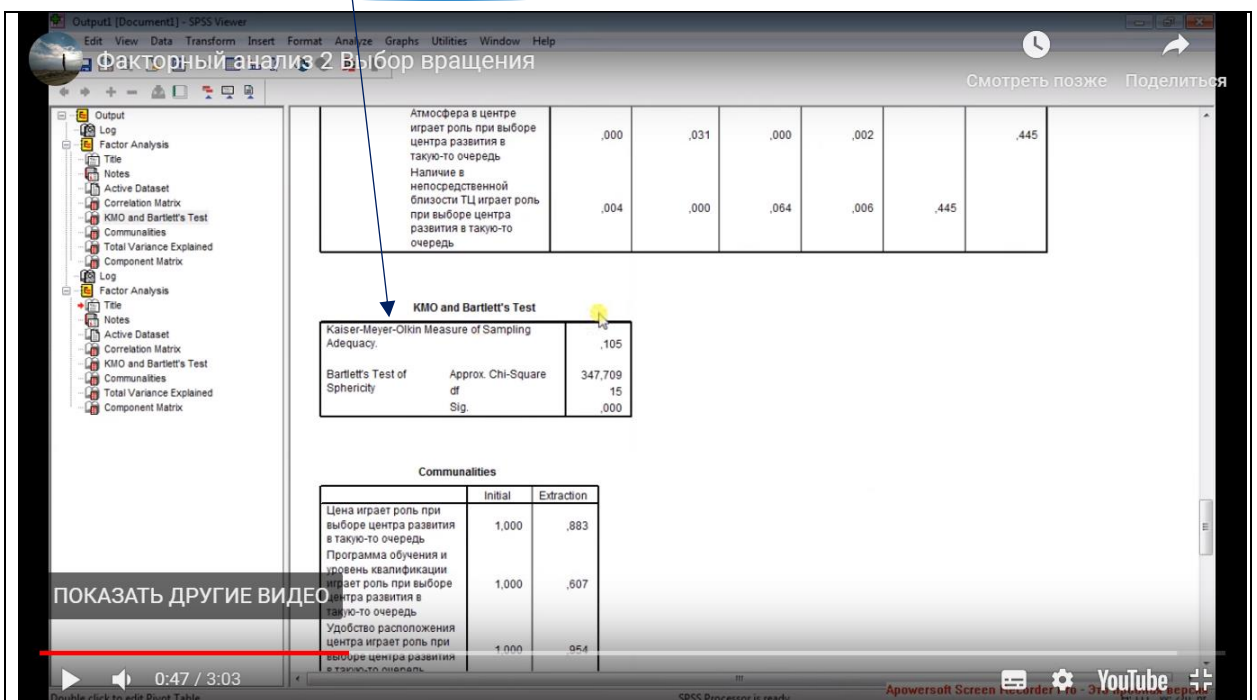 Output1 [Document1] - SPSS Viewer
Edit View Data Transform Insert Format Analyze Graphs Utilities Window Help
Факторный анализ 2 Выбор вращения
Смотреть позже Поделиться
Output
Log
Factor Analysis
Title
Notes
Active Dataset
Correlation Matrix
KMO and Bartlett's Test
Communalities
Total Variance Explained
Component Matrix
Log
Factor Analysis
Title
Notes
Active Dataset
Correlation Matrix
KMO and Bartlett's Test
Communalities
Total Variance Explained
Component Matrix
Атмосфера в центре
играет роль при выборе
центра развития в
такую-то очередь
,000 ,031 ,000 ,002 ,445
Наличие в
непосредственной
близости ТЦ играет роль
при выборе центра
развития в такую-то
очередь
,004 ,000 ,064 ,006 ,445
KMO and Bartlett's Test
Kaiser-Meyer-Olkin Measure of Sampling
Adequacy. ,105
Bartlett's Test of Approx. Chi-Square 347,709
Sphericity df 15
Sig. ,000
Communalities
Initial Extraction
Цена играет роль при
выборе центра развития
в такую-то очередь
1,000 ,883
Программа обучения и
уровень квалификации
играет роль при выборе
центра развития в
такую-то очередь
1,000 ,607
Удобство расположения
центра играет роль при
выборе центра развития
в такую-то очередь
1,000 ,954
ПОКАЗАТЬ ДРУГИЕ ВИДЕО
0:47 / 3:03
YouTube
Double click to edit Pivot Table
SPSS Processor is ready
Apowersoft Screen Recorder Pro - Это